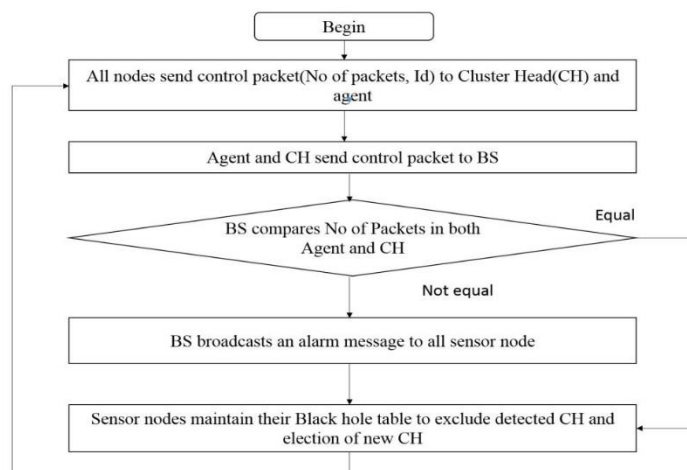 Begin
All nodes send control packet(No of packets, Id) to Cluster Head(CH) and
agent
Agent and CH send control packet to BS
BS compares No of Packets in both
Agent and CH
Equal
Not equal
BS broadcasts an alarm message to all sensor node
Sensor nodes maintain their Black hole table to exclude detected CH and
election of new CH